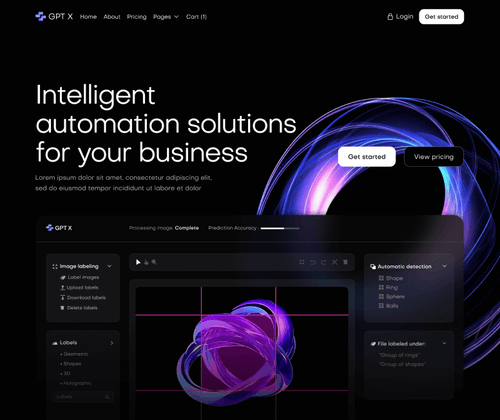 GPT X
Home
About
Pricing
Pages
Cart (1)
Login
Get started
Intelligent
automation solutions
for your business
Lorem ipsum dolor sit amet, consectetur adipiscing elit,
sed do eiusmod tempor incididunt ut labore et dolor
Get started
View pricing
GPT X
Processing image: Complete
Prediction Accuracy
Image labeling
Label images
Upload labels
Download labels
Delete labels
Labels
Geometric
Shapes
3D
Holographic
Labels
Automatic detection
Shape
Ring
Sphere
Balls
File labeled under:
"Group of rings"
"Group of shapes"